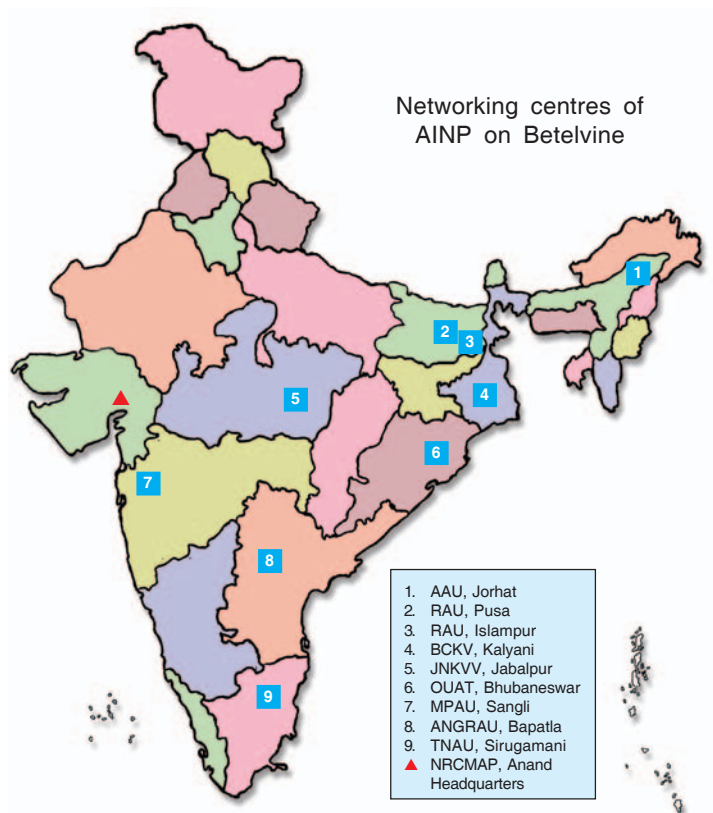 Networking centres of
AINP on Betelvine
1
2
3
4
5
6
7
8
9
1. AAU, Jorhat
2. RAU, Pusa
3. RAU, Islampur
4. BCKV, Kalyani
5. JNKVV, Jabalpur
6. OUAT, Bhubaneswar
7. MPAU, Sangli
8. ANGRAU, Bapatla
9. TNAU, Sirugamani
▲ NRCMAP, Anand
Headquarters